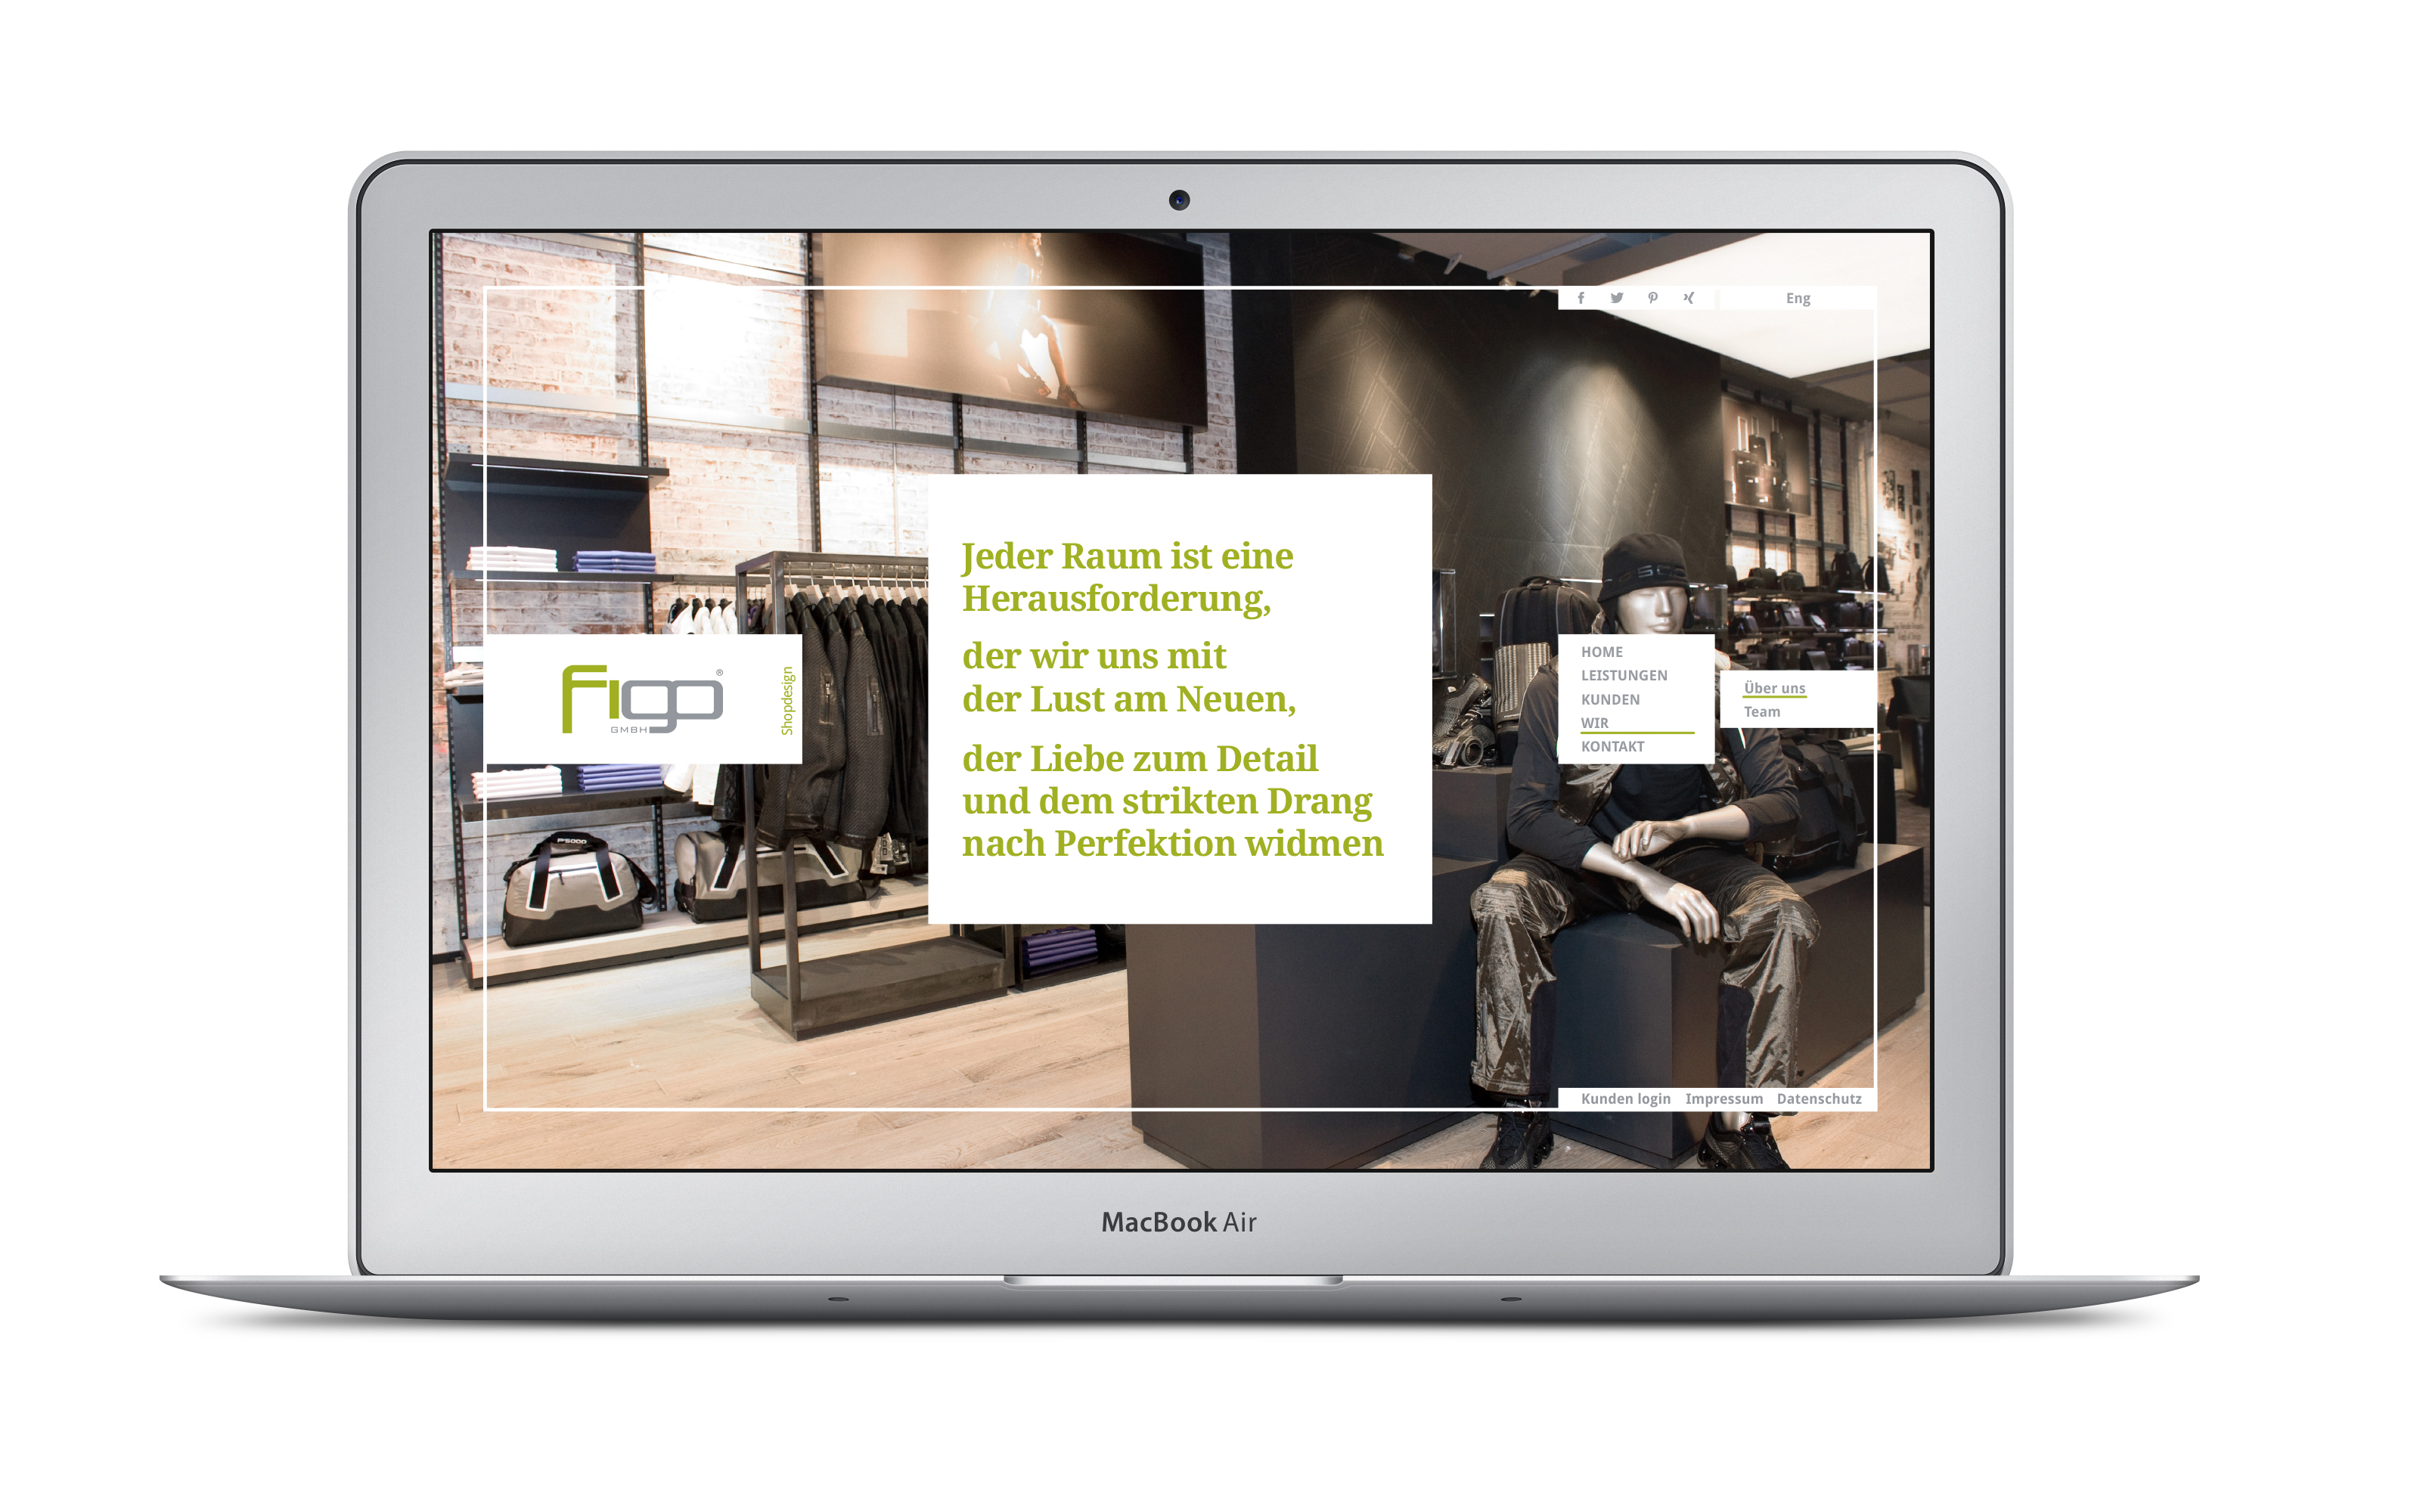 Eng
Jeder Raum ist eine
Herausforderung,
der wir uns mit
der Lust am Neuen,
der Liebe zum Detail
und dem strikten Drang
nach Perfektion widmen
figo®
GMBH
Shopdesign
HOME
LEISTUNGEN
KUNDEN
WIR
KONTAKT
Über uns
Team
Kunden login Impressum Datenschutz
MacBook Air